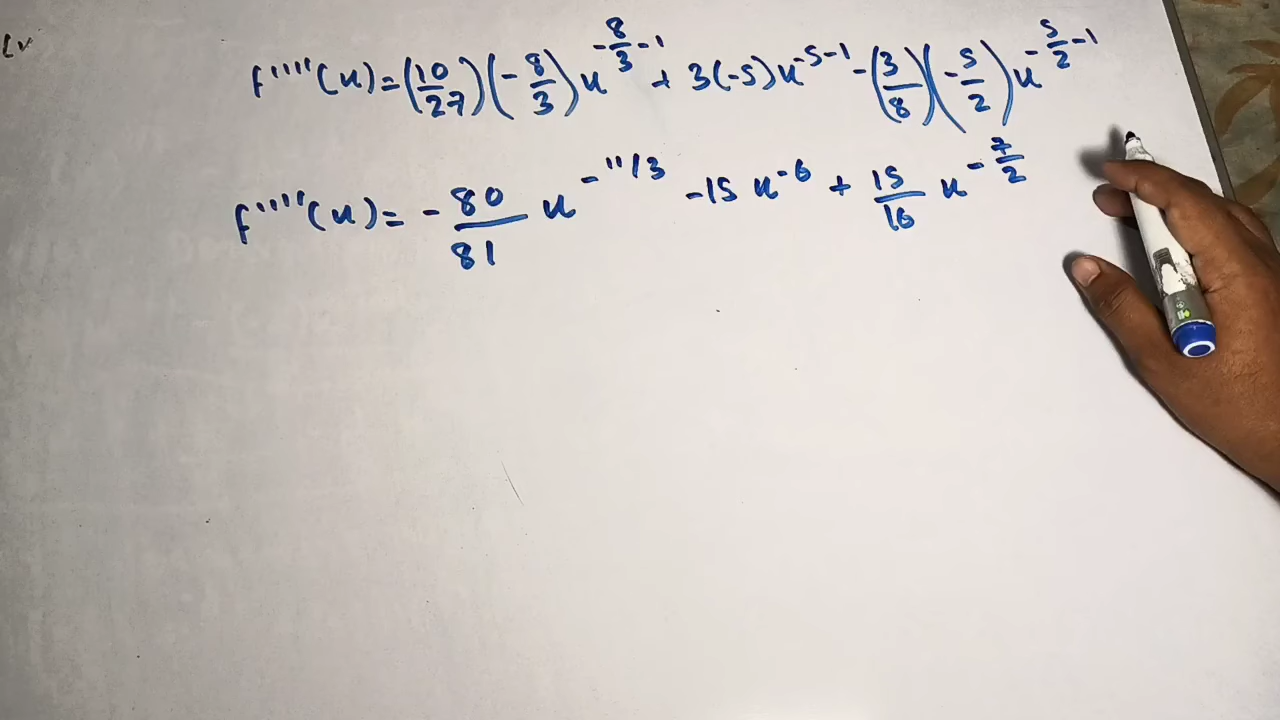 f''''(x)=(10/27)(-8/3)x^{-8/3-1}+3(-5)x^{-5-1}-(3/8)(-5/2)x^{-5/2-1}
f''''(x)=-80/81 x^{-11/3} -15x^{-6}+15/16 x^{-7/2}